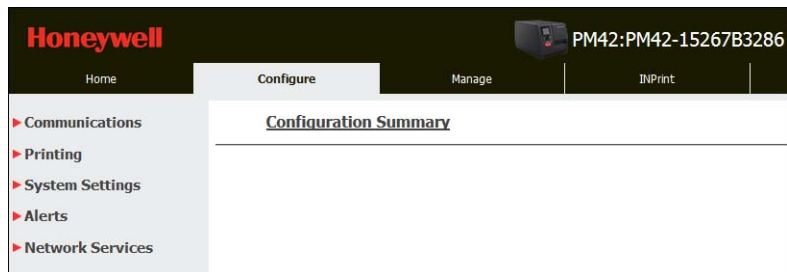 Honeywell
PM42:PM42-15267B3286
Home
Configure
Manage
INPrint
Communications
Configuration Summary
Printing
System Settings
Alerts
Network Services